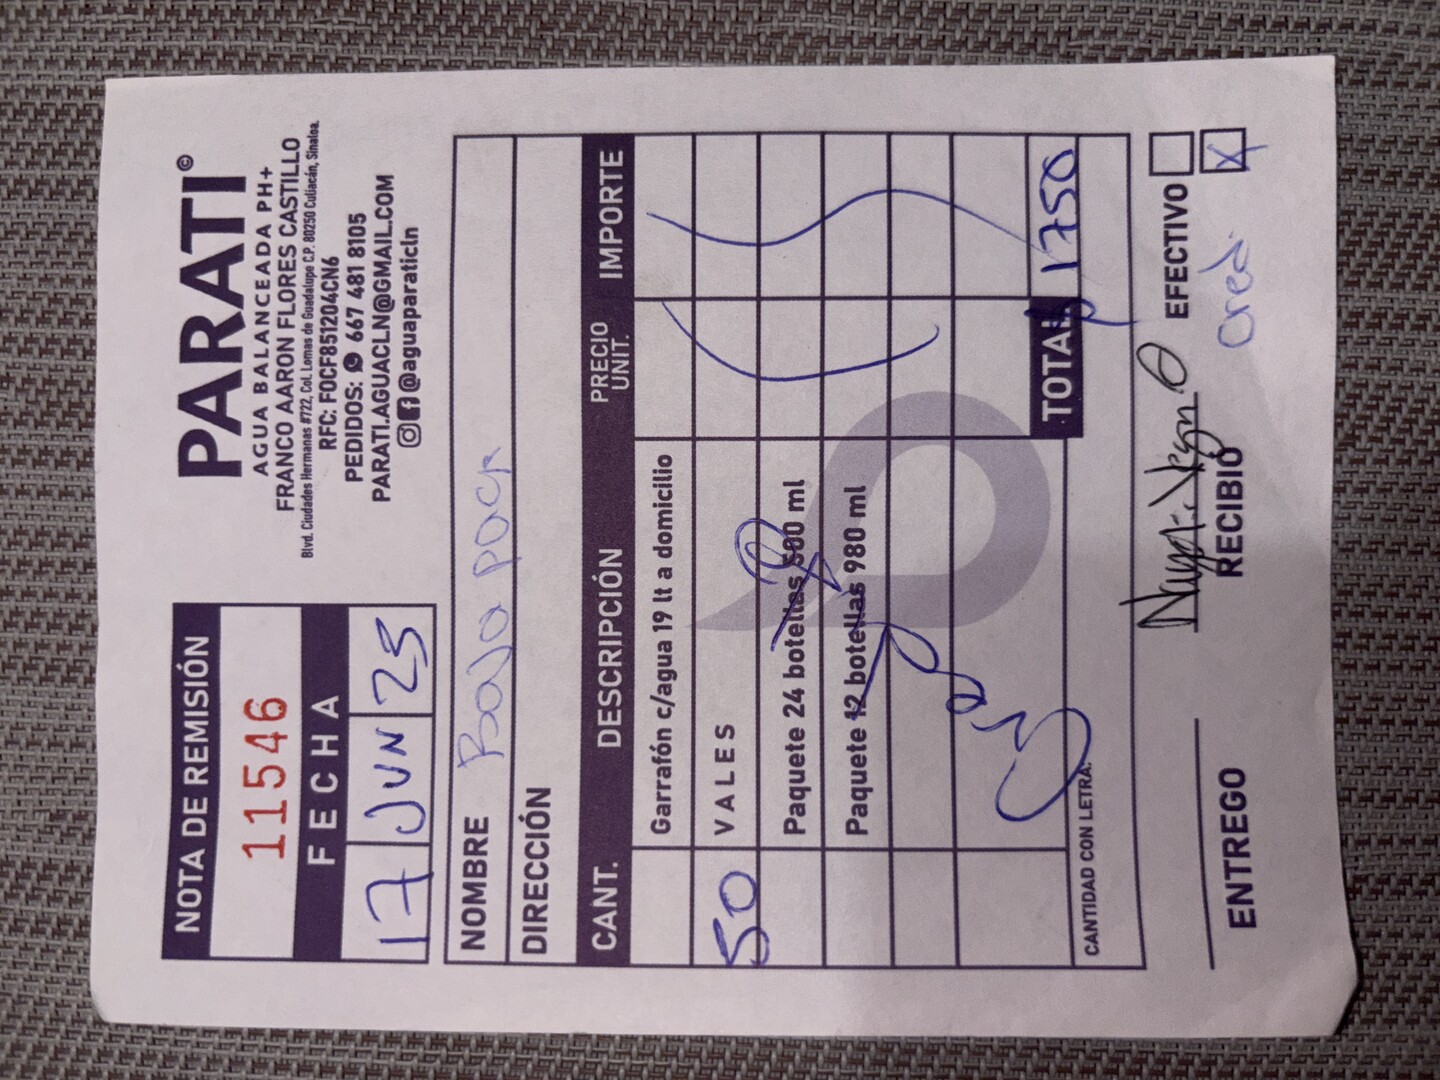 PARATI©
AGUA BALANCEADA PH+
FRANCO AARON FLORES CASTILLO
Blvd. Ciudades Hermanas #722, Col. Lomas de Guadalupe C.P. 80250 Culiacán, Sinaloa.
RFC: FOCF851204CN6
PEDIDOS: 667 481 8105
PARATI.AGUACLN@GMAIL.COM
@aguaparaticln
NOTA DE REMISIÓN
11546
FECHA
17 JUN 23
NOMBRE Baja pack
DIRECCIÓN
CANT. DESCRIPCIÓN PRECIO UNIT. IMPORTE
Garrafón c/agua 19 lt a domicilio
50 VALES
Paquete 24 botellas 500 ml
Paquete 12 botellas 980 ml
TOTAL $ 1750
CANTIDAD CON LETRA:
ENTREGO
RECIBIÓ
EFECTIVO
Cred. X